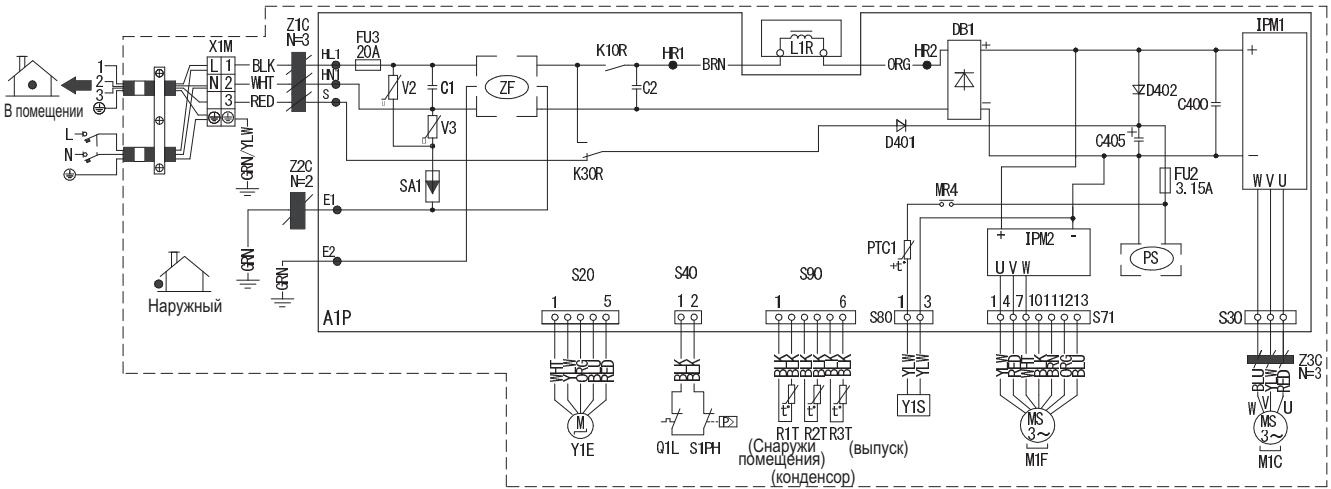 Z1C
N=3
X1M
HL1
FU3
20A
K10R
HR1
BRN
L1R
ORG
HR2
DB1
+
−
IPM1
+
−
W V U
1
2
3
В помещении
L 1
N 2
3
BLK
WHT
RED
HN1
S
V2
C1
V3
ZF
C2
D402
C400
C405
+
D401
K30R
SA1
L
N
GRN/YLW
Z2C
N=2
E1
E2
GRN
GRN
FU2
3.15A
MR4
PTC1
+t°
+ IPM2 -
U V W
PS
Наружный
A1P
S20
1 5
S40
1 2
S90
1 6
S80 1 3
1 4 7 10 11 12 13 S71
S30
WHT
YLW
ORG
BLU
RED
BLK
BLK
BLK
BLK
YLW
YLW
YLW
RED
WHT
BLK
BRN
ORG
BLU
Z3C
N=3
BLU
YLW
RED
W V U
M
Y1E
Q1L S1PH
P>
t° t° t°
R1T R2T R3T
(Снаружи
помещения)
(выпуск)
(конденсор)
Y1S
MS
3~
M1F
MS
3~
M1C